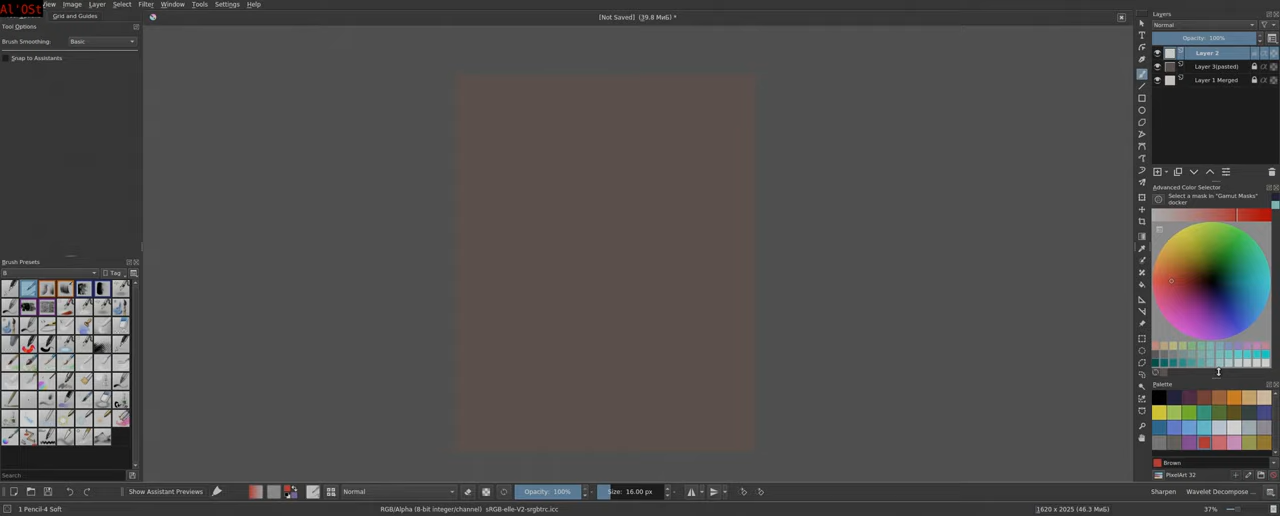 Al'OSt
View Image Layer Select Filter Window Tools Settings Help
Grid and Guides
[Not Saved] (39.8 МиБ) *
Tool Options
Brush Smoothing: Basic
Snap to Assistants
Brush Presets
B
Tag
Search
Layers
Normal
Opacity: 100%
Layer 2
Layer 3(pasted)
Layer 1 Merged
Advanced Color Selector
Select a mask in "Gamut Masks"
docker
Palette
Brown
PixelArt 32
Show Assistant Previews
Normal
Opacity: 100%
Size: 16.00 px
Sharpen
Wavelet Decompose ...
1 Pencil-4 Soft
RGB/Alpha (8-bit integer/channel) sRGB-elle-V2-srgbtrc.icc
1620 x 2025 (46.3 МиБ)
37%